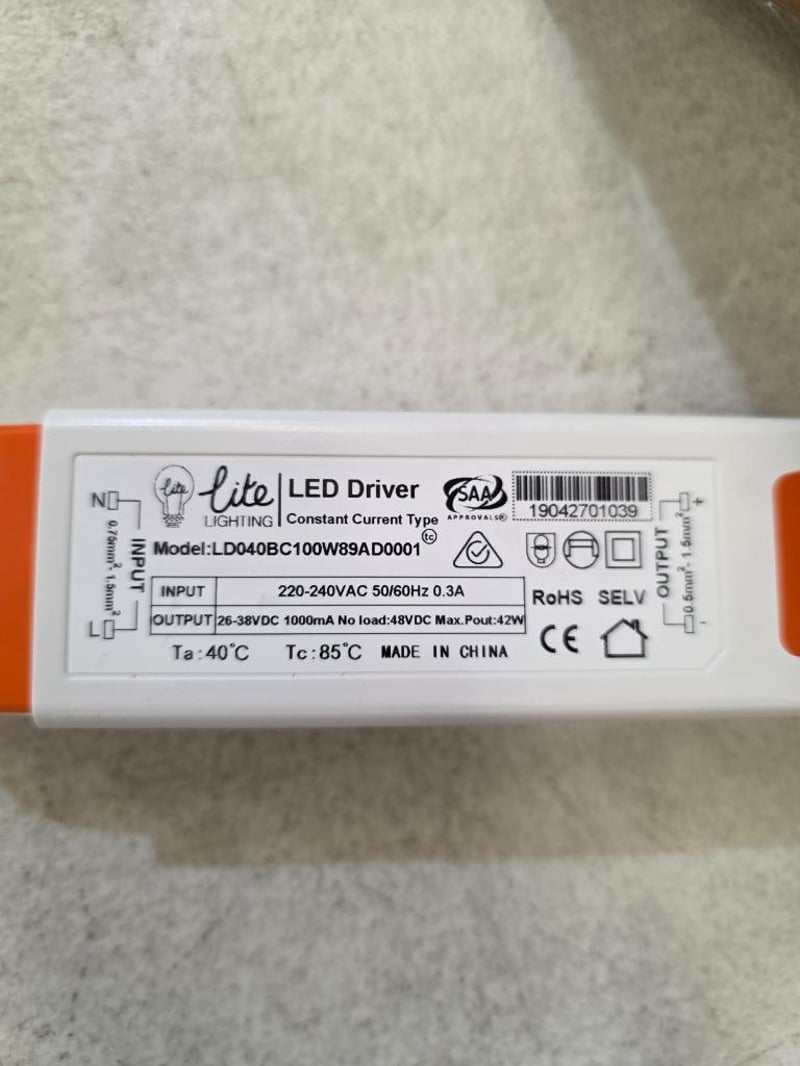 lite
lite
LIGHTING
LED Driver
Constant Current Type
SAA
APPROVALS®
19042701039
Model:LD040BC100W89AD0001
tc
N
L
INPUT
0.75mm²-1.5mm²
INPUT 220-240VAC 50/60Hz 0.3A
OUTPUT 26-38VDC 1000mA No load:48VDC Max.Pout:42W
Ta:40℃ Tc:85℃ MADE IN CHINA
RoHS SELV
CE
OUTPUT
0.5mm²-1.5mm²
+
-